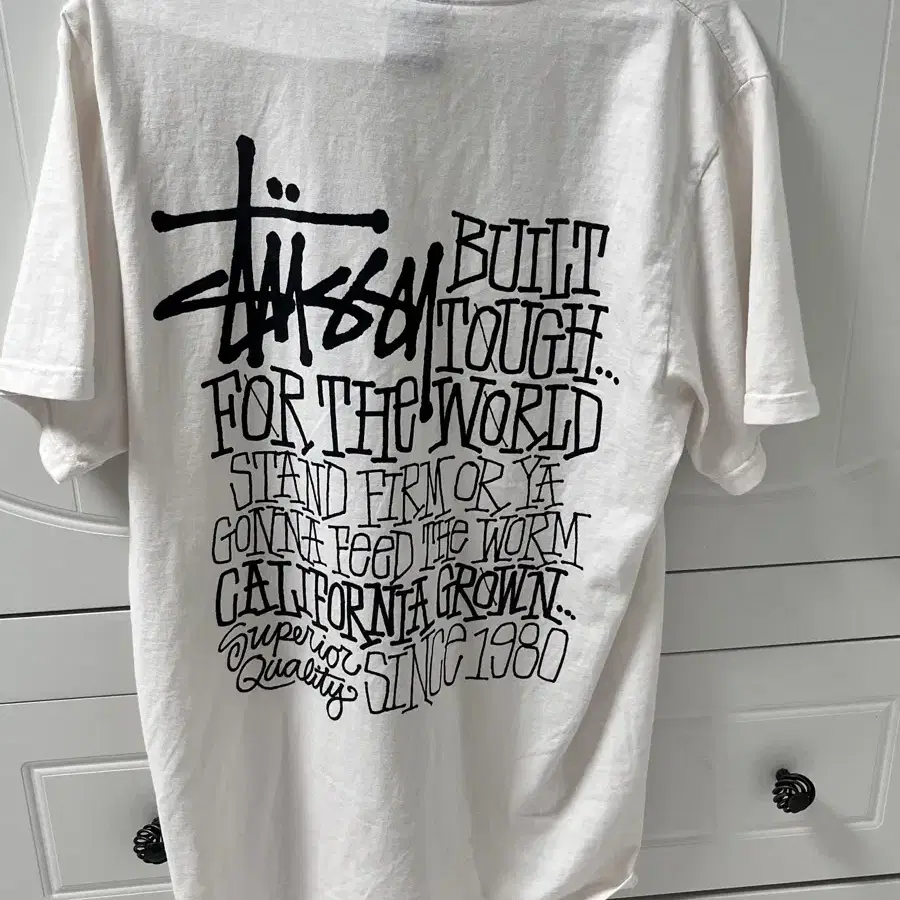 Stüssy BUILT
TOUGH...
FOR, THE WORLD
STAND FIRM OR YA
GONNA FEED THE WORM
CALIFORNIA GROWN...
Superior
Quality SINCE 1980